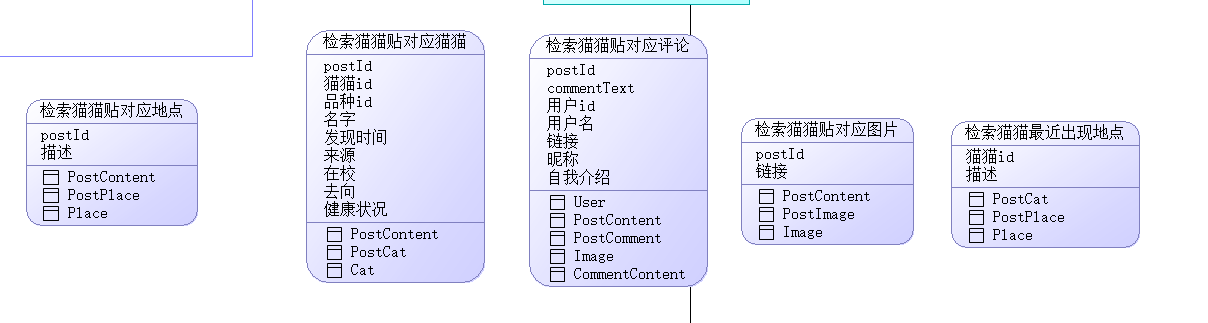 检索猫猫贴对应地点
postId
描述
PostContent
PostPlace
Place
检索猫猫贴对应猫猫
postId
猫猫id
品种id
名字
发现时间
来源
在校
去向
健康状况
PostContent
PostCat
Cat
检索猫猫贴对应评论
postId
commentText
用户id
用户名
链接
昵称
自我介绍
User
PostContent
PostComment
Image
CommentContent
检索猫猫贴对应图片
postId
链接
PostContent
PostImage
Image
检索猫猫最近出现地点
猫猫id
描述
PostCat
PostPlace
Place